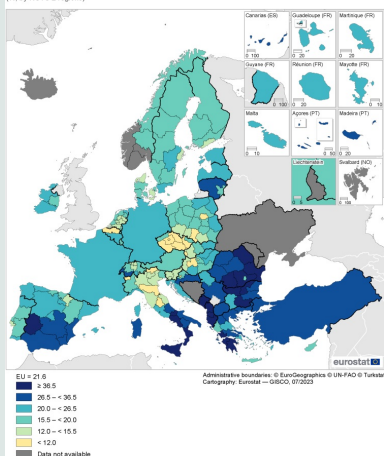 Canarias (ES)
0 100
Guadeloupe (FR)
0 25
Martinique (FR)
0 20
Guyane (FR)
0 100
Réunion (FR)
0 20
Mayotte (FR)
0 10
Malta
0 10
Açores (PT)
0 50
Madeira (PT)
0 20
Liechtenstein
Svalbard (NO)
0 100
eurostat
EU = 21.6
≥ 36.5
26.5 – < 36.5
20.0 – < 26.5
15.5 – < 20.0
12.0 – < 15.5
< 12.0
Data not available
Administrative boundaries: © EuroGeographics © UN-FAO © Turkstat
Cartography: Eurostat — GISCO, 07/2023